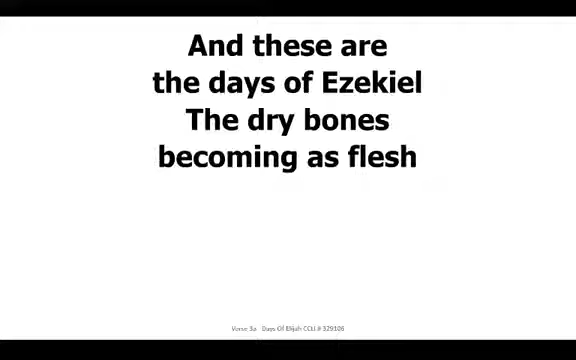 And these are
the days of Ezekiel
The dry bones
becoming as flesh
Verse 3a Days Of Elijah CCLI # 329106